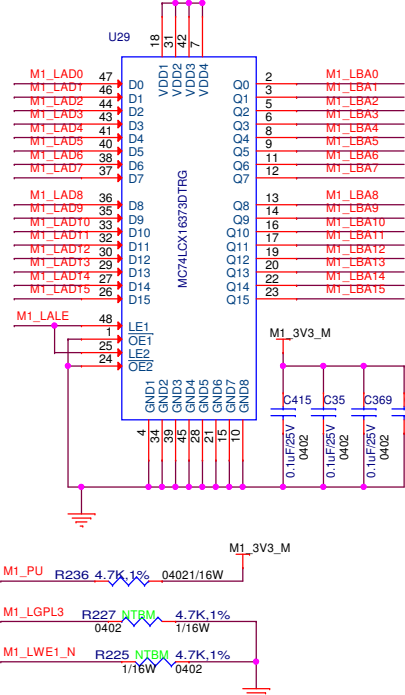 U29
18 31 42 7
VDD1 VDD2 VDD3 VDD4
M1_LAD0 47 D0 Q0 2 M1_LBA0
M1_LAD1 46 D1 Q1 3 M1_LBA1
M1_LAD2 44 D2 Q2 5 M1_LBA2
M1_LAD3 43 D3 Q3 6 M1_LBA3
M1_LAD4 41 D4 Q4 8 M1_LBA4
M1_LAD5 40 D5 Q5 9 M1_LBA5
M1_LAD6 38 D6 Q6 11 M1_LBA6
M1_LAD7 37 D7 Q7 12 M1_LBA7
MC74LCX16373DTRG
M1_LAD8 36 D8 Q8 13 M1_LBA8
M1_LAD9 35 D9 Q9 14 M1_LBA9
M1_LAD10 33 D10 Q10 16 M1_LBA10
M1_LAD11 32 D11 Q11 17 M1_LBA11
M1_LAD12 30 D12 Q12 19 M1_LBA12
M1_LAD13 29 D13 Q13 20 M1_LBA13
M1_LAD14 27 D14 Q14 22 M1_LBA14
M1_LAD15 26 D15 Q15 23 M1_LBA15
M1_LALE 48 LE1
1 OE1
25 LE2
24 OE2
M1_3V3_M
GND1 GND2 GND3 GND4 GND5 GND6 GND7 GND8
4 34 39 45 28 21 15 10
C415 C35 C369
0.1uF/25V 0402 0.1uF/25V 0402 0.1uF/25V 0402
M1_3V3_M
M1_PU R236 4.7K,1% 04021/16W
M1_LGPL3 R227 NTBM 4.7K,1%
0402 1/16W
M1_LWE1_N R225 NTBM 4.7K,1%
1/16W 0402